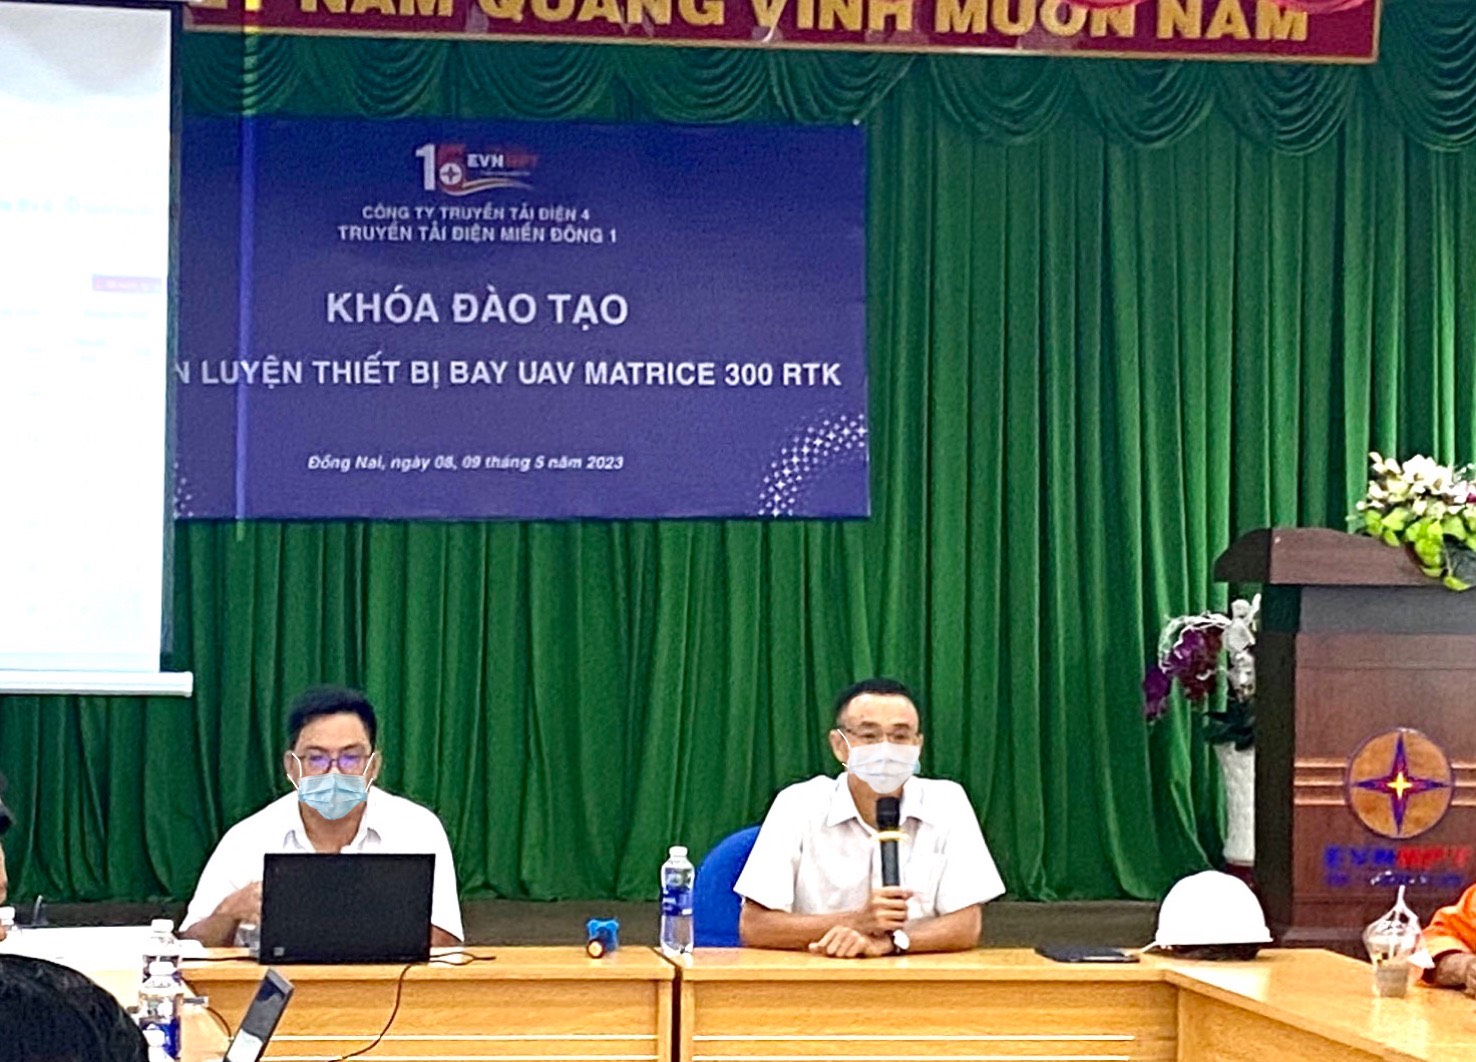 NAM QUANG VINH MUÔN NĂM
15 EVNNPT
CÔNG TY TRUYỀN TẢI ĐIỆN 4
TRUYỀN TẢI ĐIỆN MIỀN ĐÔNG 1
KHÓA ĐÀO TẠO
N LUYỆN THIẾT BỊ BAY UAV MATRICE 300 RTK
Đồng Nai, ngày 08, 09 tháng 5 năm 2023
EVNNPT